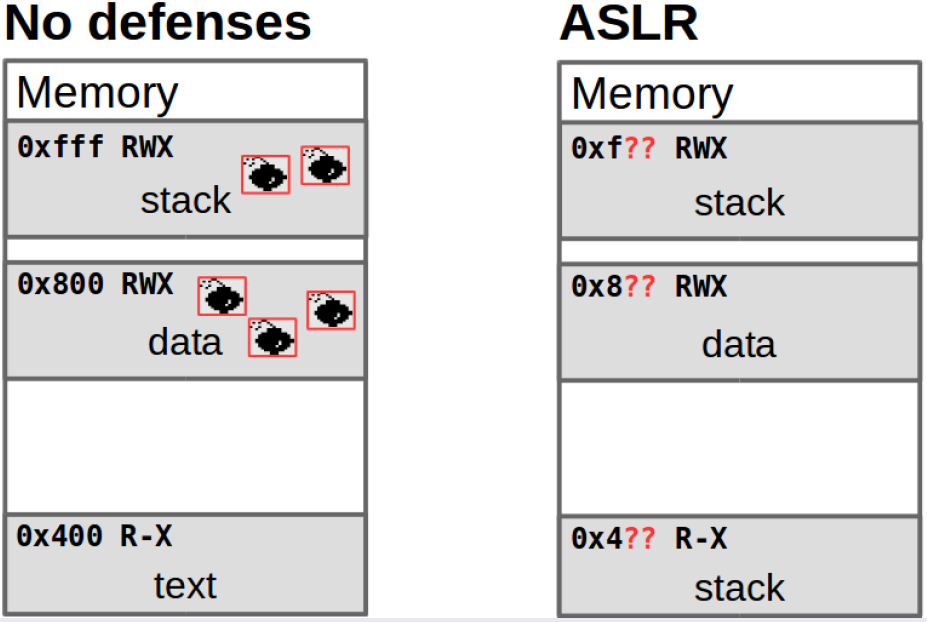 No defenses
Memory
0xfff RWX
stack
0x800 RWX
data
0x400 R-X
text
ASLR
Memory
0xf?? RWX
stack
0x8?? RWX
data
0x4?? R-X
stack